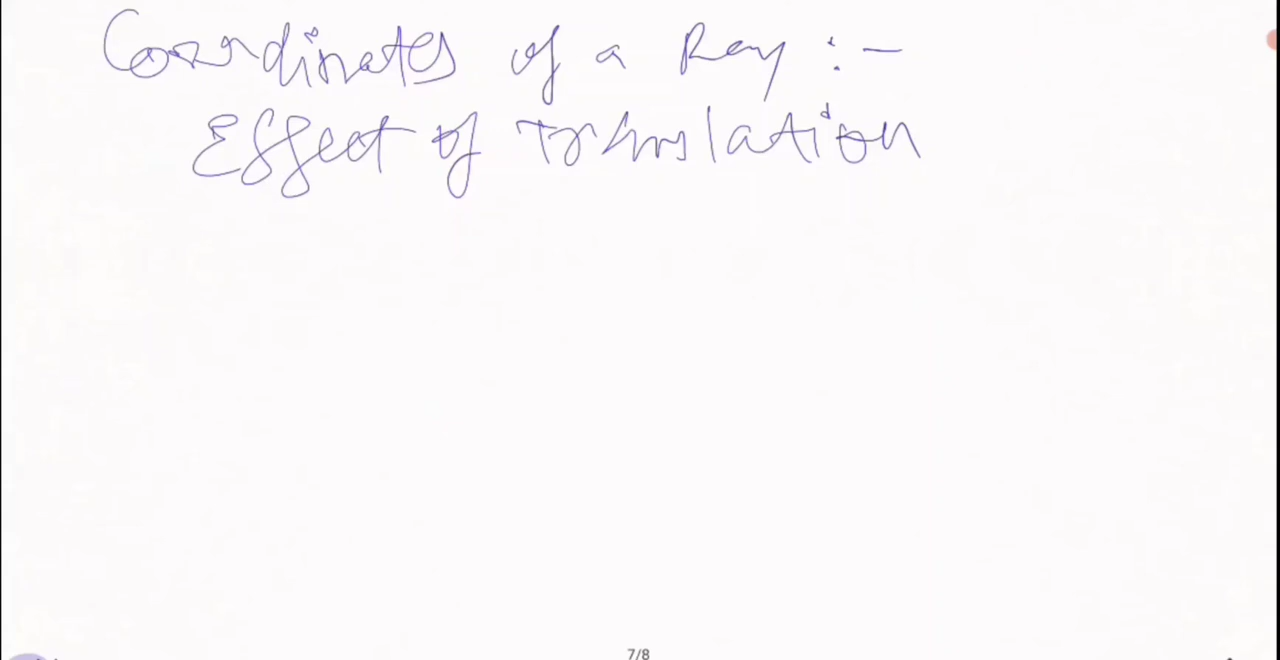 Coordinates of a Ray :-
Effect of Translation
7/8